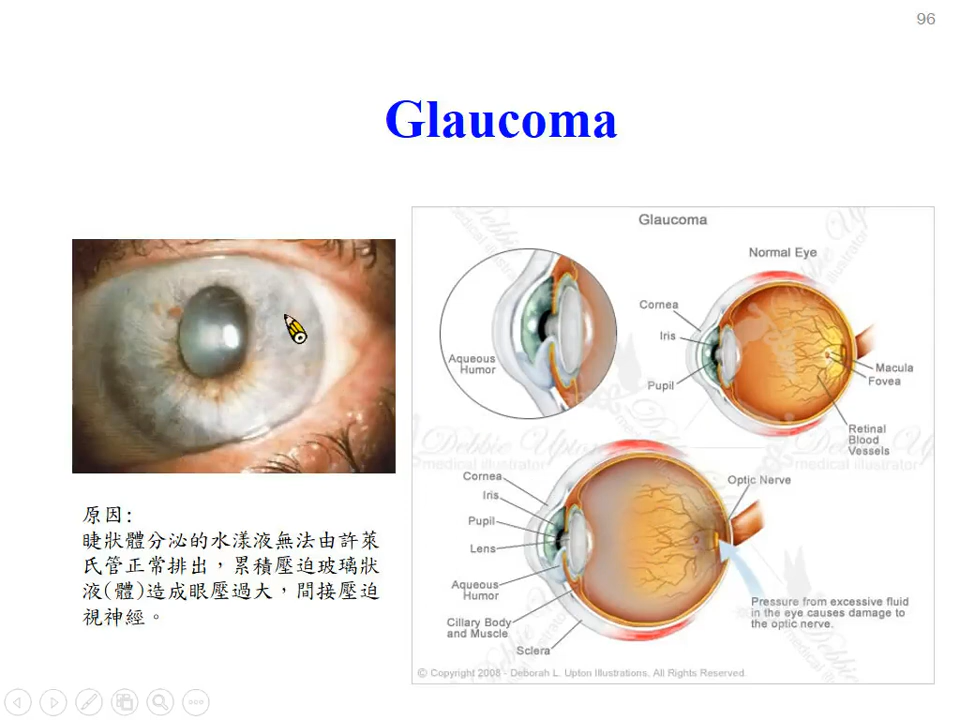 96
Glaucoma
Glaucoma
Normal Eye
Cornea
Iris
Pupil
Macula
Fovea
Retinal
Blood
Vessels
Aqueous
Humor
Cornea
Iris
Pupil
Lens
Aqueous
Humor
Cillary Body
and Muscle
Sclera
Optic Nerve
Pressure from excessive fluid
in the eye causes damage to
the optic nerve.
Debbie Upton
medical illustrator
© Copyright 2008 - Deborah L. Upton Illustrations. All Rights Reserved.
原因:
睫狀體分泌的水漾液無法由許萊
氏管正常排出，累積壓迫玻璃狀
液(體)造成眼壓過大，間接壓迫
視神經。